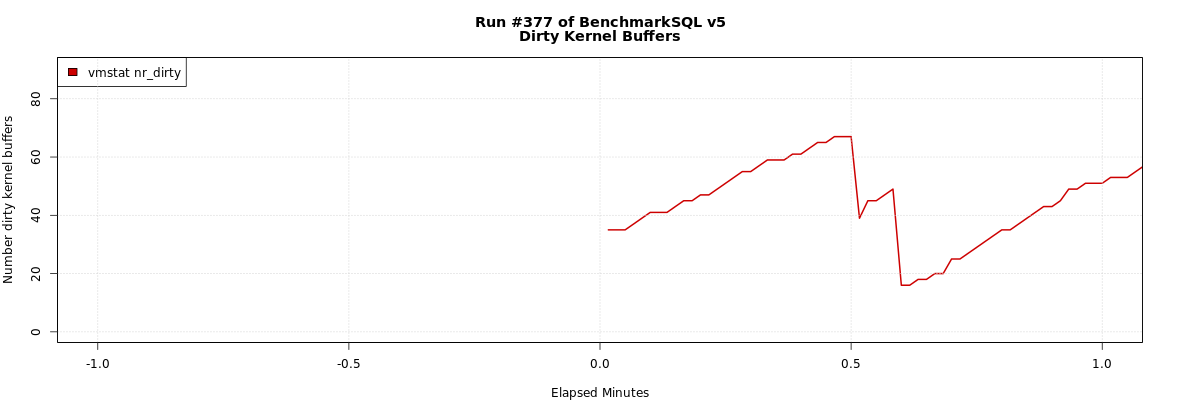 Run #377 of BenchmarkSQL v5
Dirty Kernel Buffers
vmstat nr_dirty
Number dirty kernel buffers
80
60
40
20
0
-1.0
-0.5
0.0
0.5
1.0
Elapsed Minutes